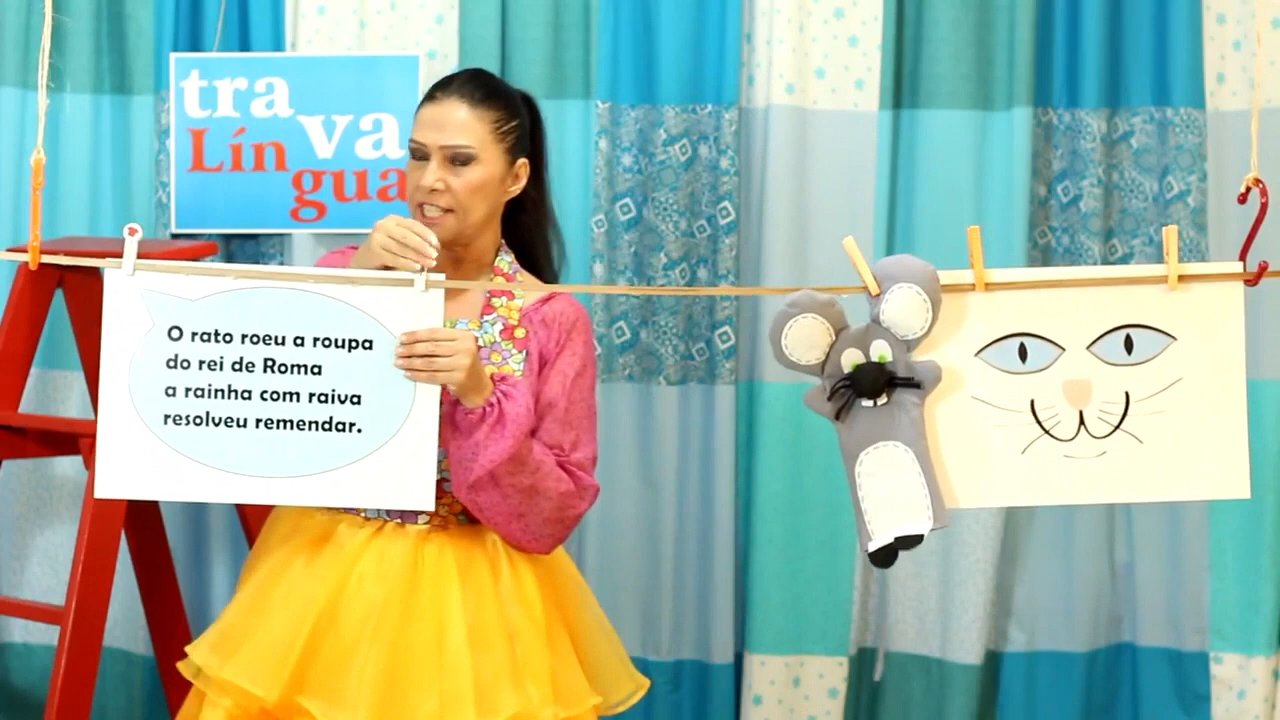 tra
va
Lín
gua
O rato roeu a roupa
do rei de Roma
a rainha com raiva
resolveu remendar.